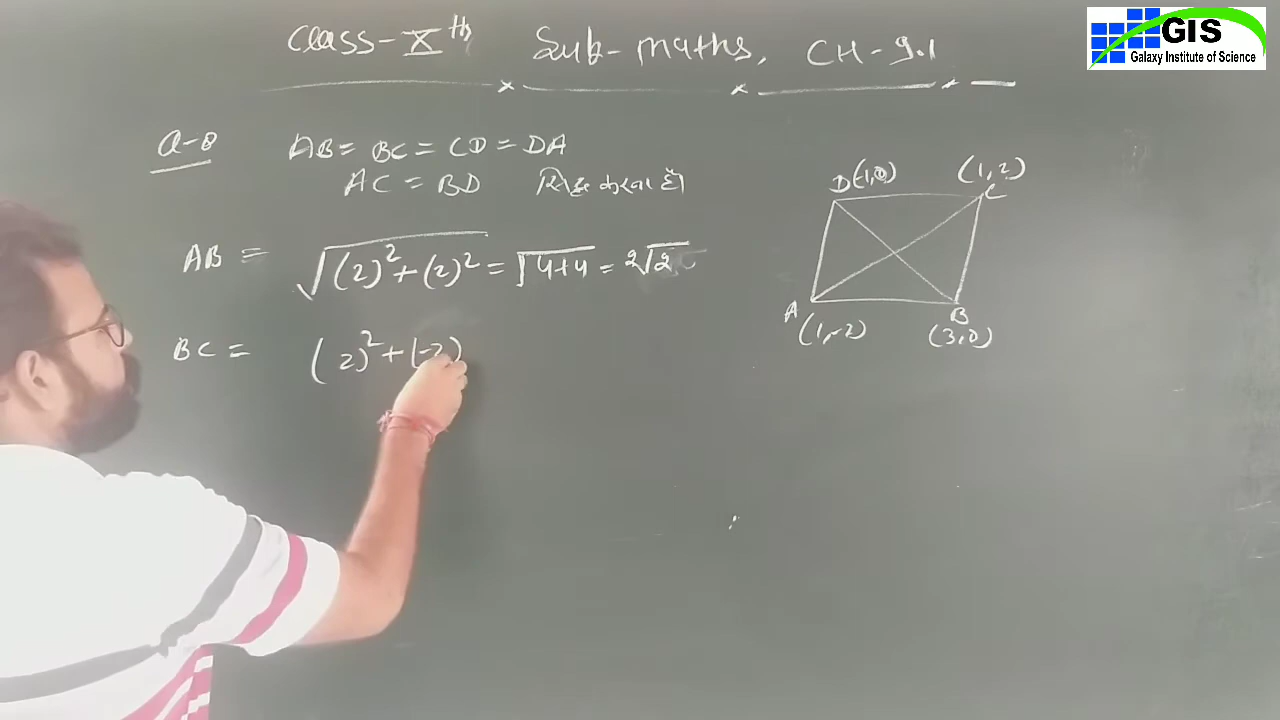 GIS
Galaxy Institute of Science
Class-Xth Sub-maths, CH-9.1
Q-8 AB = BC = CD = DA
AC = BD सिद्ध करना है
AB = √(2)²+(2)² = √4+4 = 2√2
BC = (2)²+(-2)
D(-1,0) (1,2)
C
A B
(1,-2) (3,0)